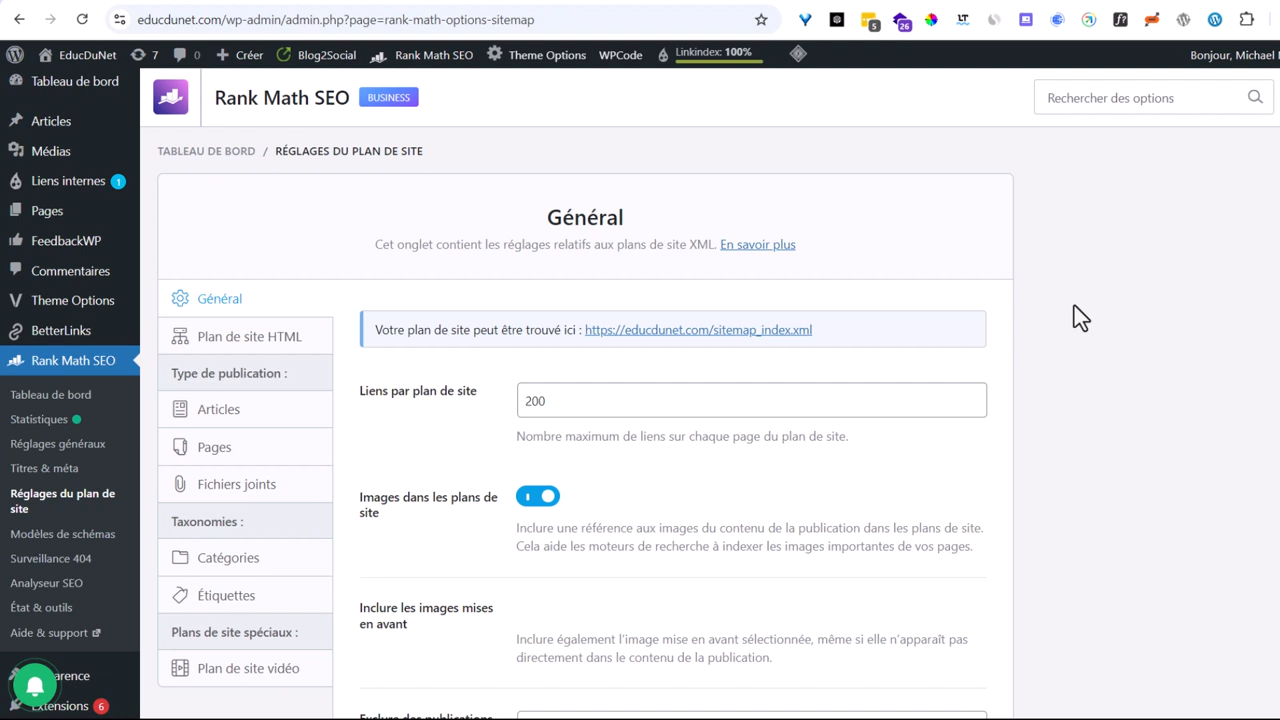 educdunet.com/wp-admin/admin.php?page=rank-math-options-sitemap
5
26
LT
f?
EducDuNet
7
0
Créer
Blog2Social
Rank Math SEO
Theme Options
WPCode
Linkindex: 100%
Bonjour, Michael
Tableau de bord
Articles
Médias
Liens internes 1
Pages
FeedbackWP
Commentaires
Theme Options
BetterLinks
Rank Math SEO
Tableau de bord
Statistiques
Réglages généraux
Titres & méta
Réglages du plan de
site
Modèles de schémas
Surveillance 404
Analyseur SEO
État & outils
Aide & support
arence
Extensions 6
Rank Math SEO BUSINESS
Rechercher des options
TABLEAU DE BORD / RÉGLAGES DU PLAN DE SITE
Général
Cet onglet contient les réglages relatifs aux plans de site XML. En savoir plus
Général
Plan de site HTML
Type de publication :
Articles
Pages
Fichiers joints
Taxonomies :
Catégories
Étiquettes
Plans de site spéciaux :
Plan de site vidéo
Votre plan de site peut être trouvé ici : https://educdunet.com/sitemap_index.xml
Liens par plan de site
200
Nombre maximum de liens sur chaque page du plan de site.
Images dans les plans de
site
Inclure une référence aux images du contenu de la publication dans les plans de site.
Cela aide les moteurs de recherche à indexer les images importantes de vos pages.
Inclure les images mises
en avant
Inclure également l'image mise en avant sélectionnée, même si elle n'apparaît pas
directement dans le contenu de la publication.
Exclure des publications